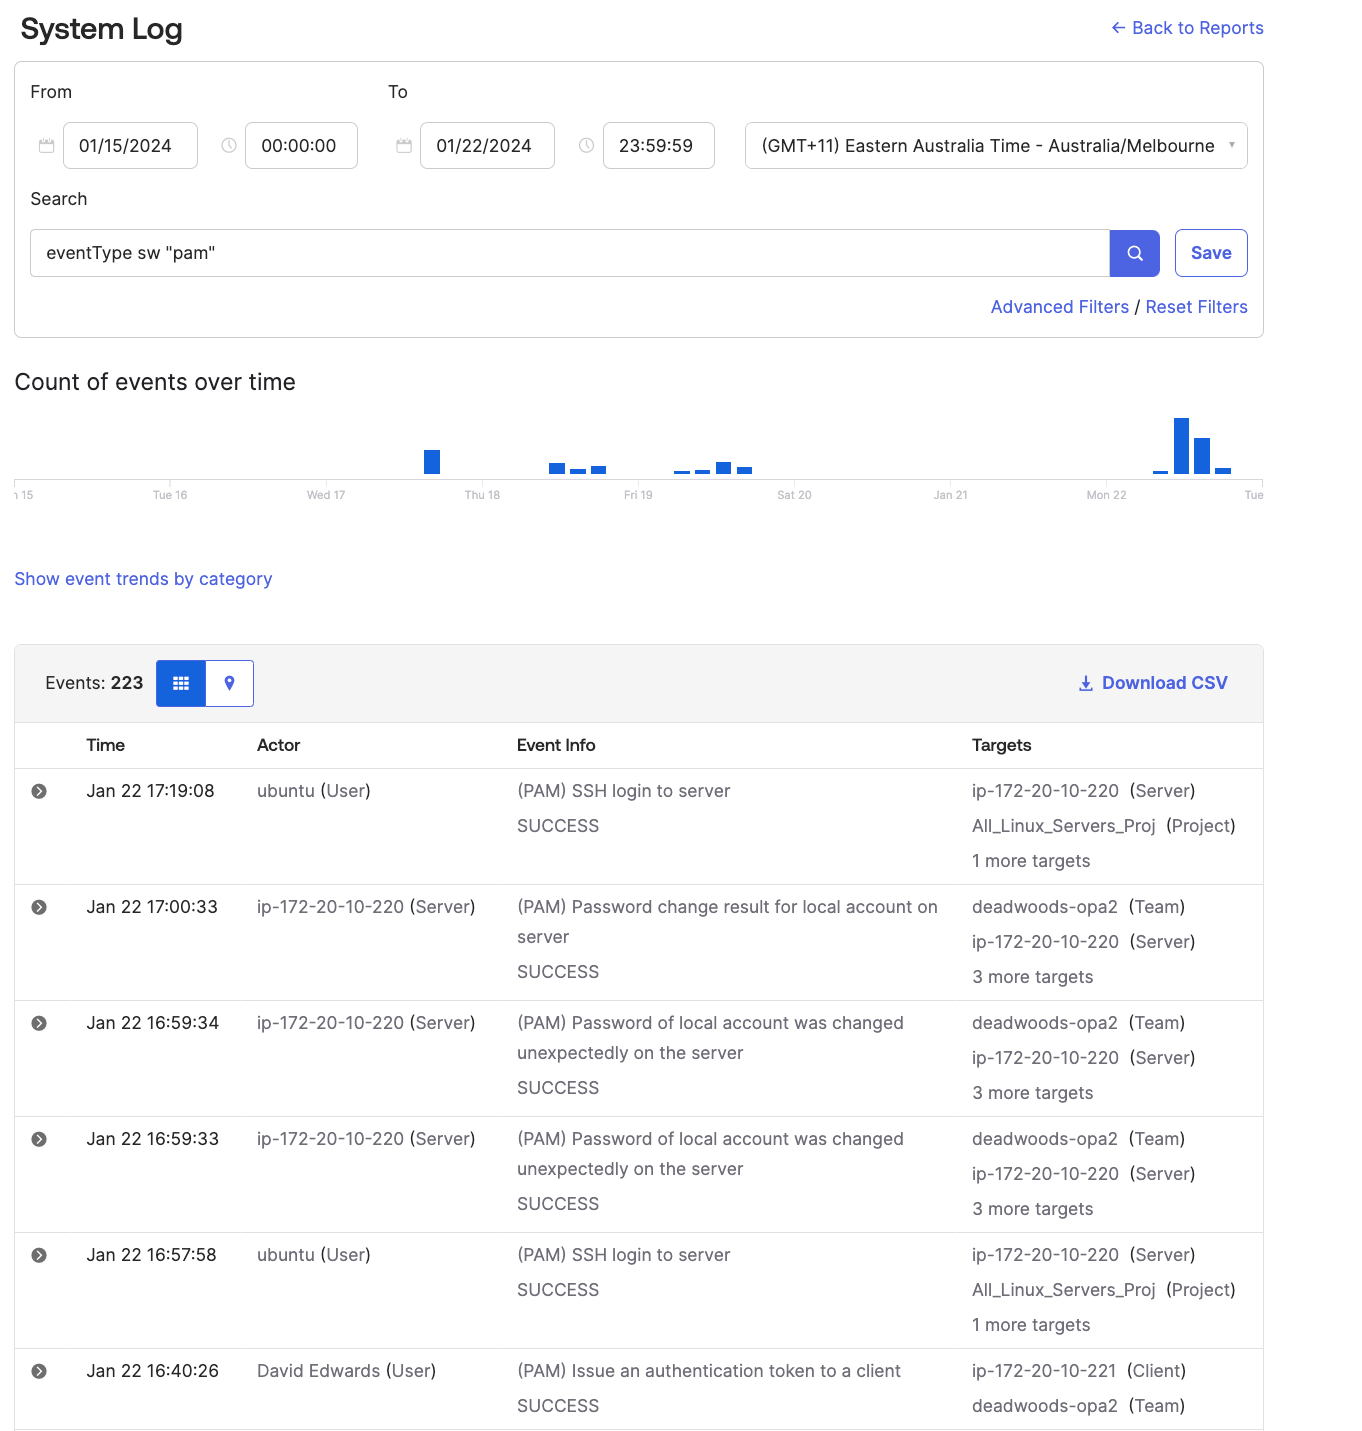 System Log
← Back to Reports
From
To
01/15/2024
00:00:00
01/22/2024
23:59:59
(GMT+11) Eastern Australia Time - Australia/Melbourne
Search
eventType sw "pam"
Save
Advanced Filters / Reset Filters
Count of events over time
n 15
Tue 16
Wed 17
Thu 18
Fri 19
Sat 20
Jan 21
Mon 22
Tue
Show event trends by category
Events: 223
Download CSV
Time
Actor
Event Info
Targets
Jan 22 17:19:08
ubuntu (User)
(PAM) SSH login to server
SUCCESS
ip-172-20-10-220 (Server)
All_Linux_Servers_Proj (Project)
1 more targets
Jan 22 17:00:33
ip-172-20-10-220 (Server)
(PAM) Password change result for local account on
server
SUCCESS
deadwoods-opa2 (Team)
ip-172-20-10-220 (Server)
3 more targets
Jan 22 16:59:34
ip-172-20-10-220 (Server)
(PAM) Password of local account was changed
unexpectedly on the server
SUCCESS
deadwoods-opa2 (Team)
ip-172-20-10-220 (Server)
3 more targets
Jan 22 16:59:33
ip-172-20-10-220 (Server)
(PAM) Password of local account was changed
unexpectedly on the server
SUCCESS
deadwoods-opa2 (Team)
ip-172-20-10-220 (Server)
3 more targets
Jan 22 16:57:58
ubuntu (User)
(PAM) SSH login to server
SUCCESS
ip-172-20-10-220 (Server)
All_Linux_Servers_Proj (Project)
1 more targets
Jan 22 16:40:26
David Edwards (User)
(PAM) Issue an authentication token to a client
SUCCESS
ip-172-20-10-221 (Client)
deadwoods-opa2 (Team)